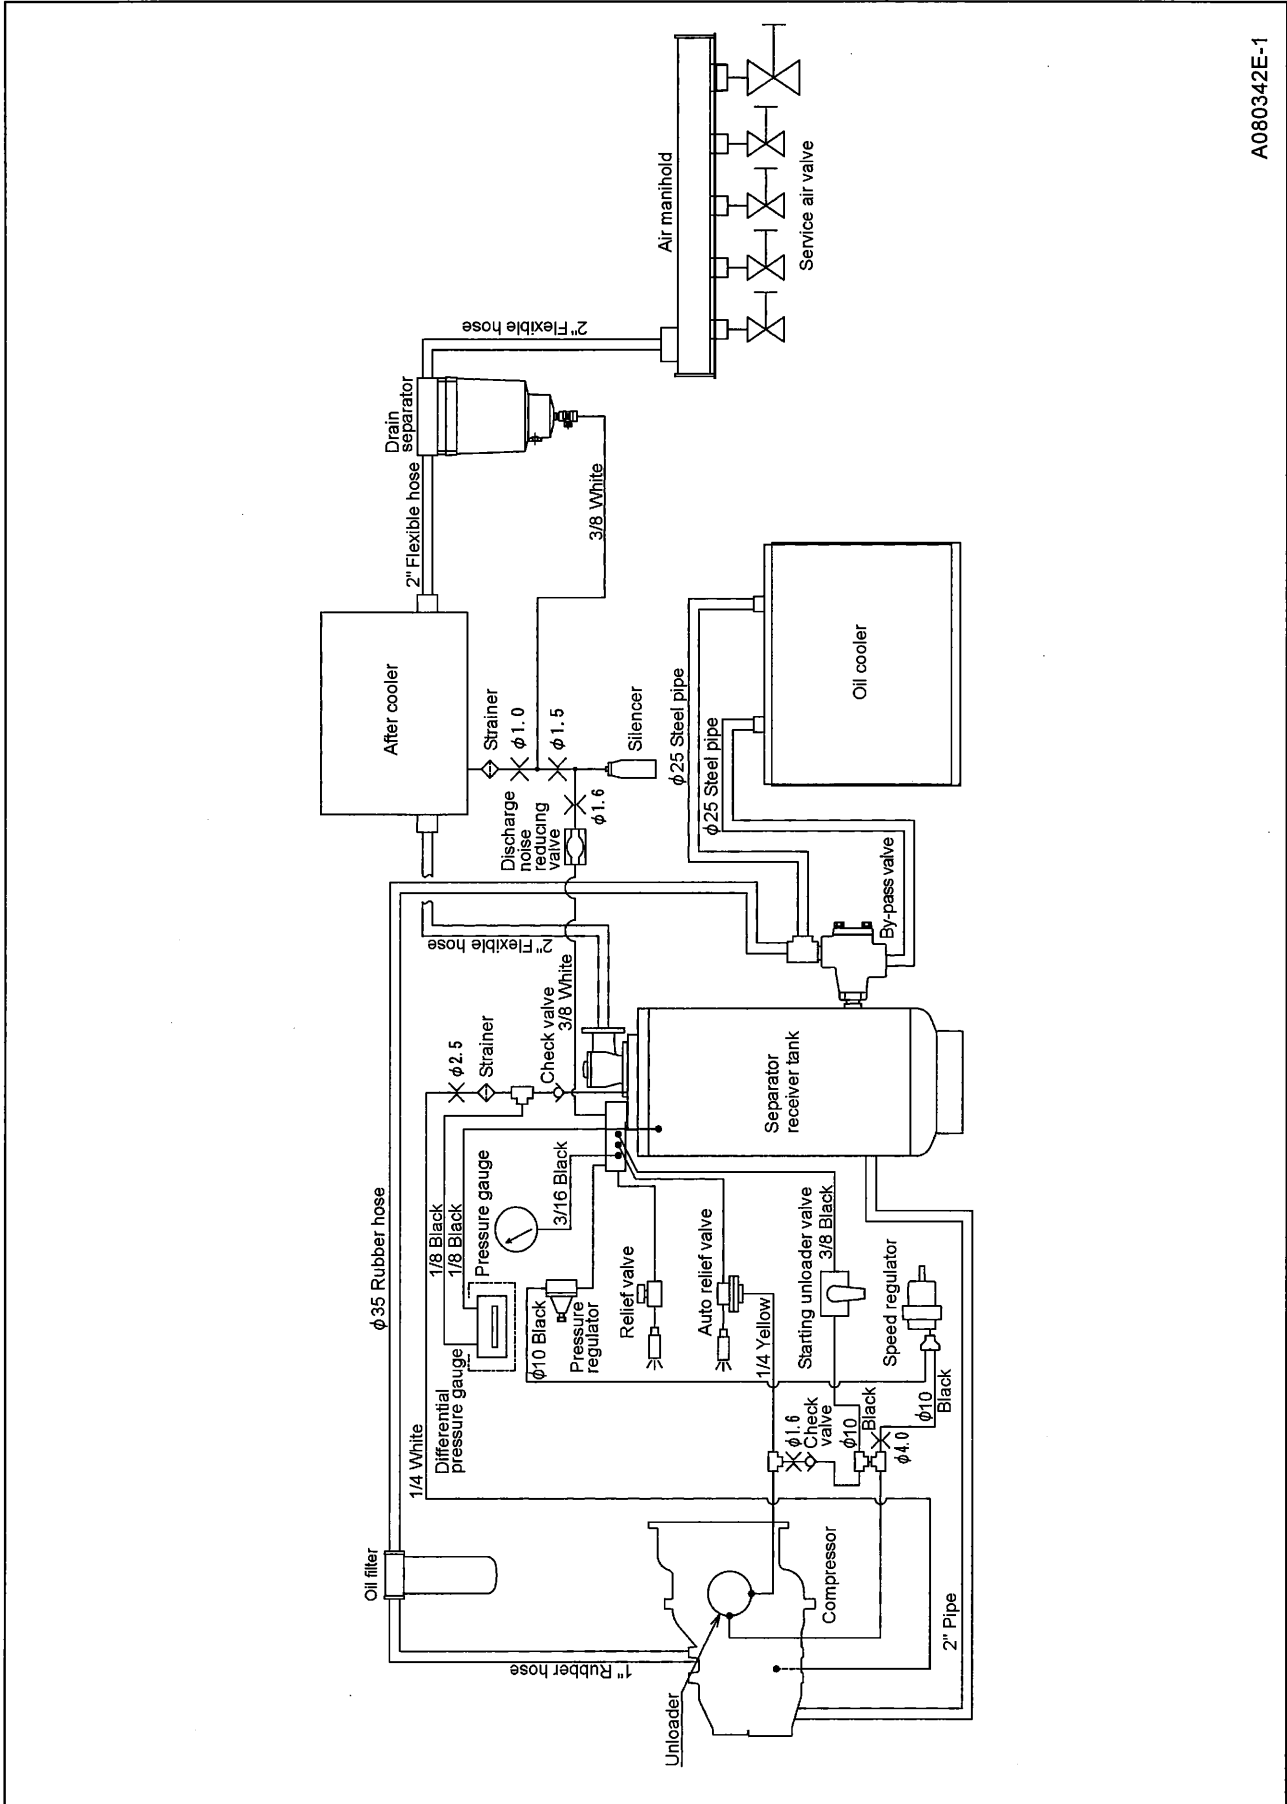 Oil filter
1" Rubber hose
Unloader
Compressor
2" Pipe
1/4 White
ϕ35 Rubber hose
Differential
pressure gauge
1/8 Black
1/8 Black
Pressure gauge
3/16 Black
ϕ10 Black
Pressure
regulator
Relief valve
Auto relief valve
1/4 Yellow
Starting unloader valve
3/8 Black
Speed regulator
ϕ1.6
Check
valve
ϕ10
Black
ϕ4.0
ϕ10
Black
ϕ2.5
Strainer
Check valve
3/8 White
2" Flexible hose
Separator
receiver tank
By-pass valve
ϕ25 Steel pipe
ϕ25 Steel pipe
Oil cooler
Discharge
noise
reducing
valve
ϕ1.6
Silencer
ϕ1.5
ϕ1.0
Strainer
After cooler
2" Flexible hose
3/8 White
Drain
separator
2" Flexible hose
Air manihold
Service air valve
A080342E-1